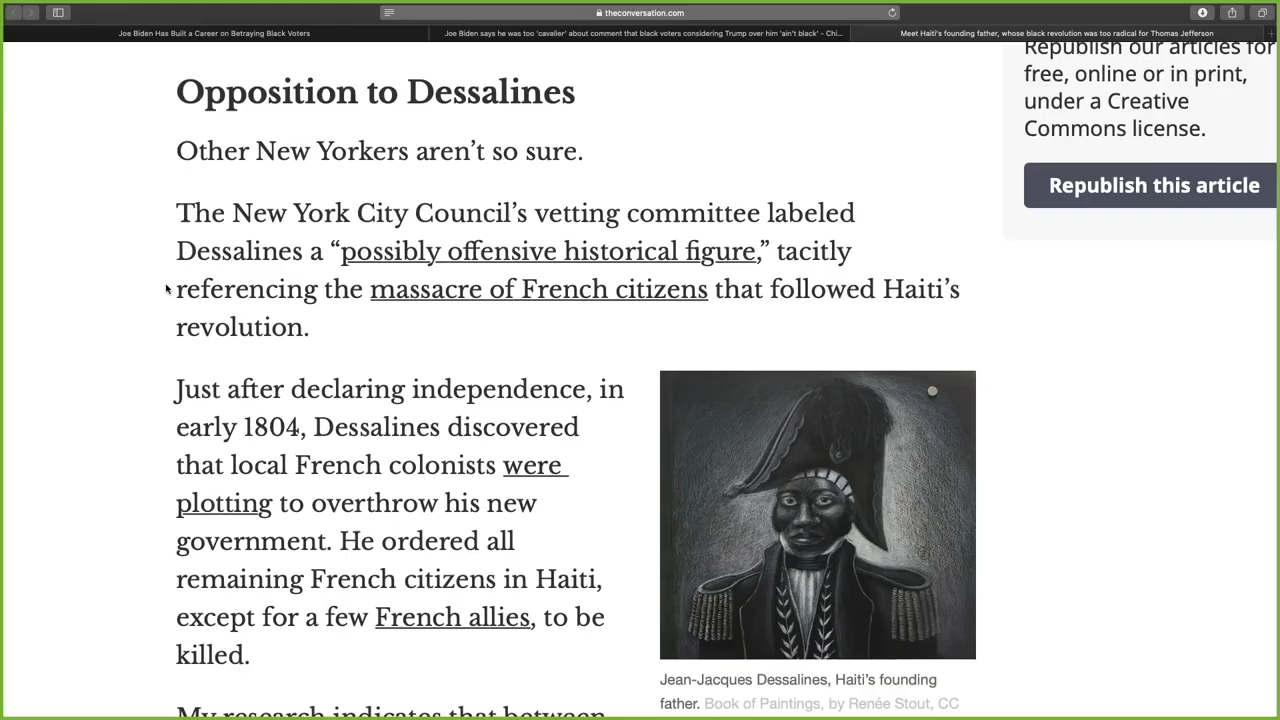 theconversation.com
Joe Biden Has Built a Career on Betraying Black Voters
Joe Biden says he was too 'cavalier' about comment that black voters considering Trump over him 'ain't black' - Chi...
Meet Haiti's founding father, whose black revolution was too radical for Thomas Jefferson
Republish our articles for
free, online or in print,
under a Creative
Commons license.
Republish this article
Opposition to Dessalines
Other New Yorkers aren’t so sure.
The New York City Council’s vetting committee labeled
Dessalines a “possibly offensive historical figure,” tacitly
referencing the massacre of French citizens that followed Haiti’s
revolution.
Just after declaring independence, in
early 1804, Dessalines discovered
that local French colonists were
plotting to overthrow his new
government. He ordered all
remaining French citizens in Haiti,
except for a few French allies, to be
killed.
My research indicates that between
Jean-Jacques Dessalines, Haiti’s founding
father. Book of Paintings, by Renée Stout, CC